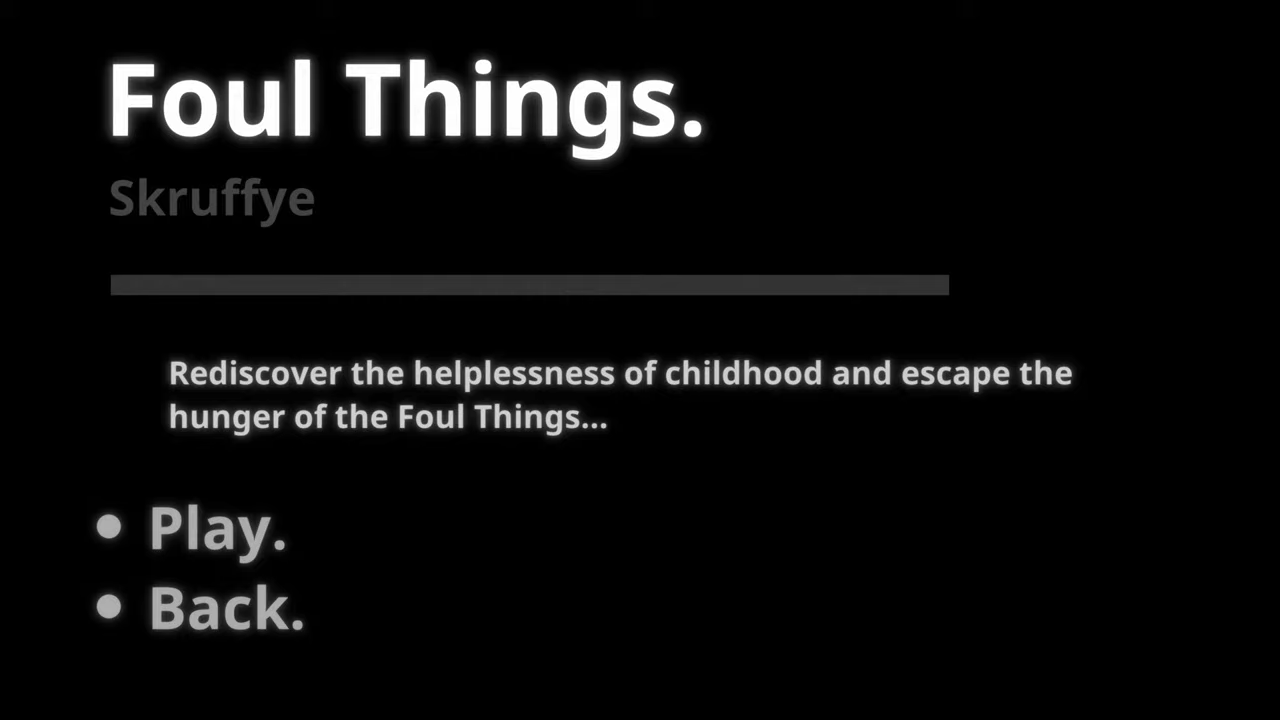 Foul Things.
Skruffye
Rediscover the helplessness of childhood and escape the
hunger of the Foul Things...
• Play.
• Back.